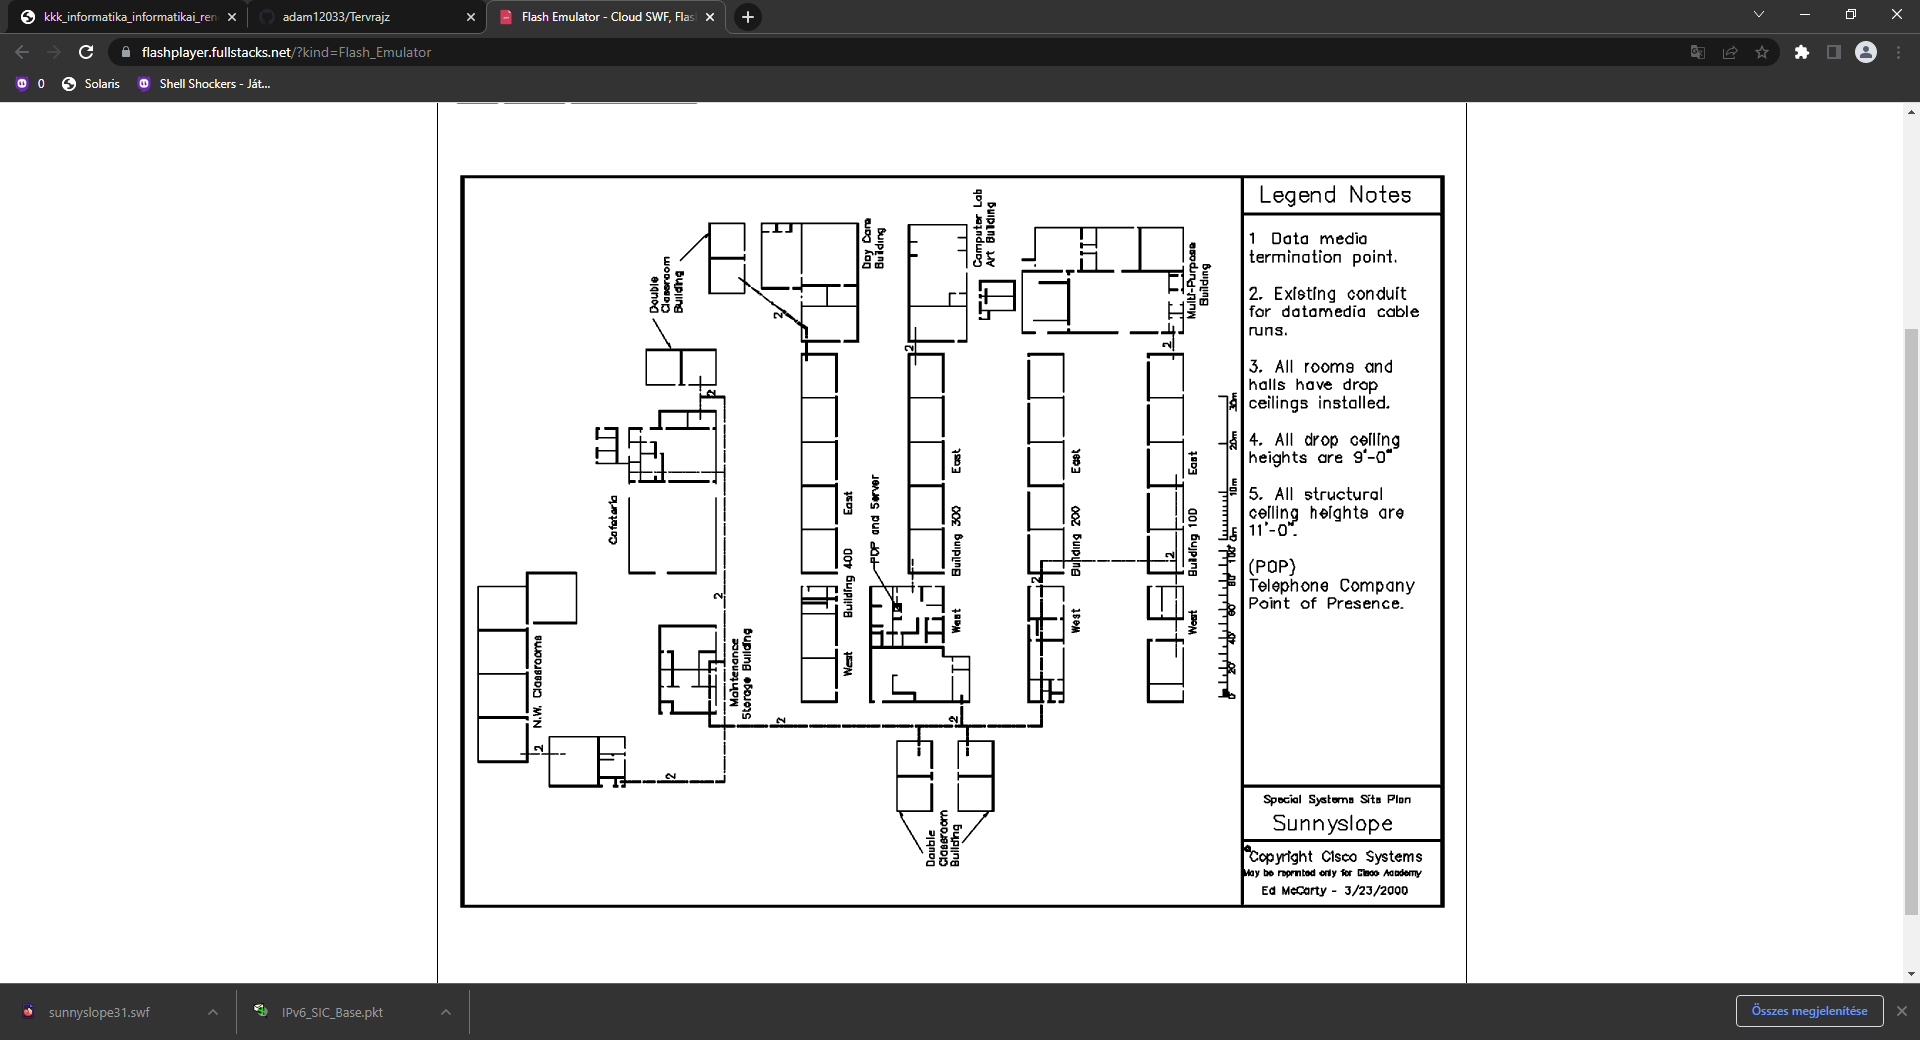 kkk_informatika_informatikai_ren
adam12033/Tervrajz
Flash Emulator - Cloud SWF, Flas
flashplayer.fullstacks.net/?kind=Flash_Emulator
0
Solaris
Shell Shockers - Ját...
Legend Notes
1 Data media
termination point.
2. Existing conduit
for datamedia cable
runs.
3. All rooms and
halls have drop
ceilings installed.
4. All drop ceiling
heights are 9'-0"
5. All structural
ceiling heights are
11'-0".
(POP)
Telephone Company
Point of Presence.
Special Systems Site Plan
Sunnyslope
©Copyright Cisco Systems
May be reprinted only for Cisco Academy
Ed McCarty - 3/23/2000
Double
Classroom
Building
Day Care
Building
Computer Lab
Art Building
Multi-Purpose
Building
2
2
2
2
Cafeteria
East
Building 400
West
POP and Server
East
Building 300
West
East
Building 200
West
East
Building 100
West
30m
20m
10m
0m
100'
80'
60'
40'
20'
0'
2
2
2
N.W. Classrooms
Maintenance
Storage Building
2
2
2
2
Double
Classroom
Building
sunnyslope31.swf
IPv6_SIC_Base.pkt
Összes megjelenítése